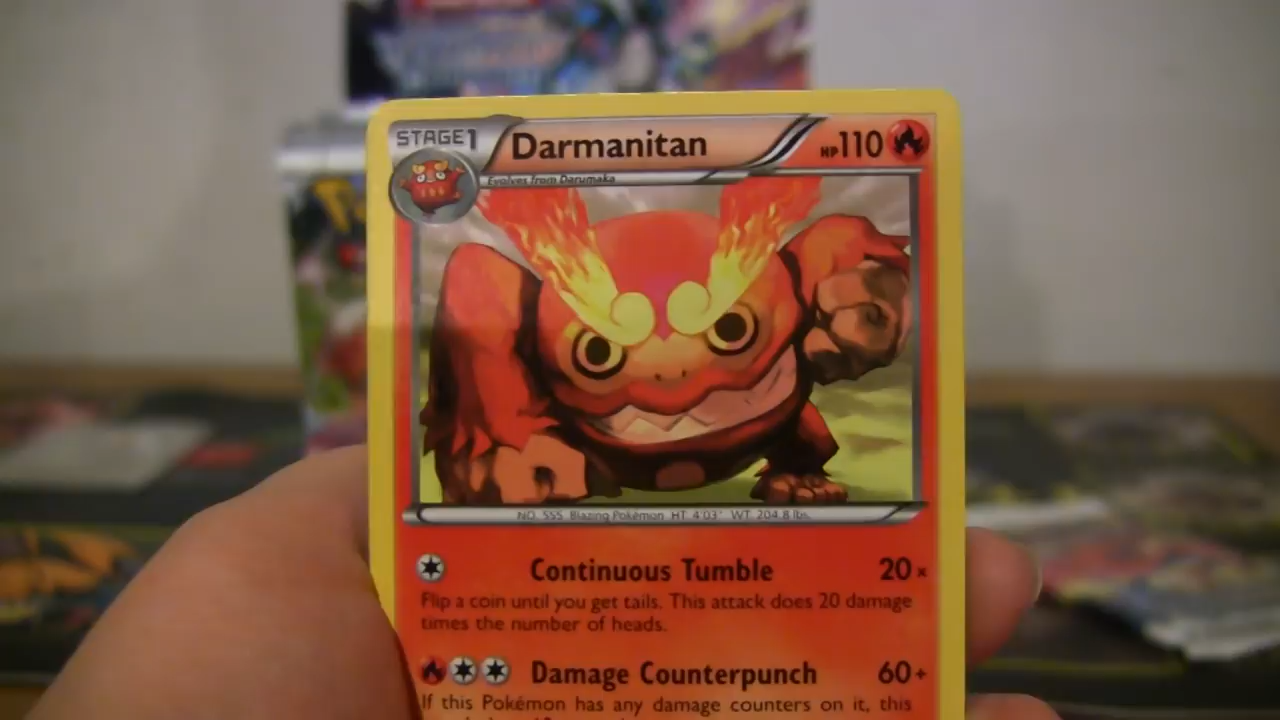 STAGE1
Darmanitan
HP110
Evolves from Darumaka
NO. 555 Blazing Pokémon HT 4'03" WT 204.8 lbs.
Continuous Tumble 20×
Flip a coin until you get tails. This attack does 20 damage
times the number of heads.
Damage Counterpunch 60+
If this Pokémon has any damage counters on it, this